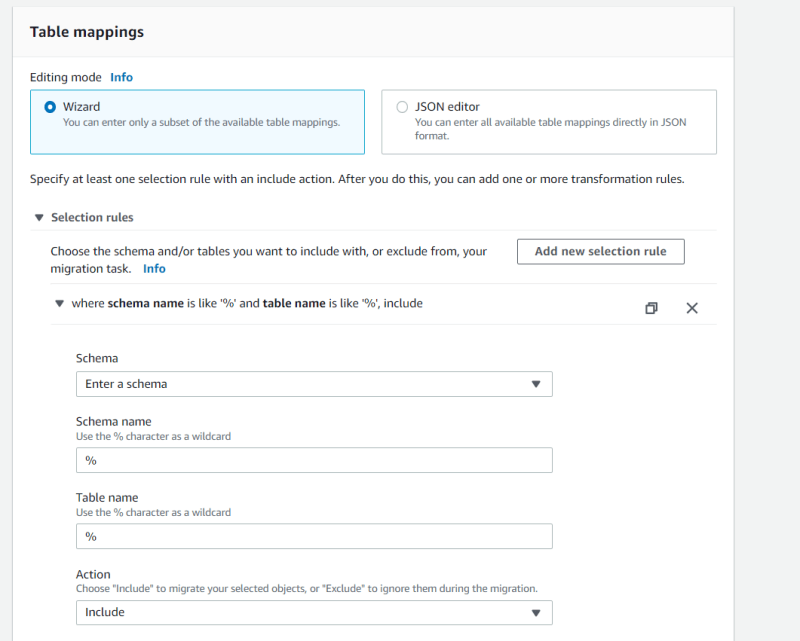 Table mappings
Editing mode Info
Wizard
You can enter only a subset of the available table mappings.
JSON editor
You can enter all available table mappings directly in JSON
format.
Specify at least one selection rule with an include action. After you do this, you can add one or more transformation rules.
Selection rules
Choose the schema and/or tables you want to include with, or exclude from, your
migration task. Info
Add new selection rule
where schema name is like '%' and table name is like '%', include
Schema
Enter a schema
Schema name
Use the % character as a wildcard
%
Table name
Use the % character as a wildcard
%
Action
Choose "Include" to migrate your selected objects, or "Exclude" to ignore them during the migration.
Include